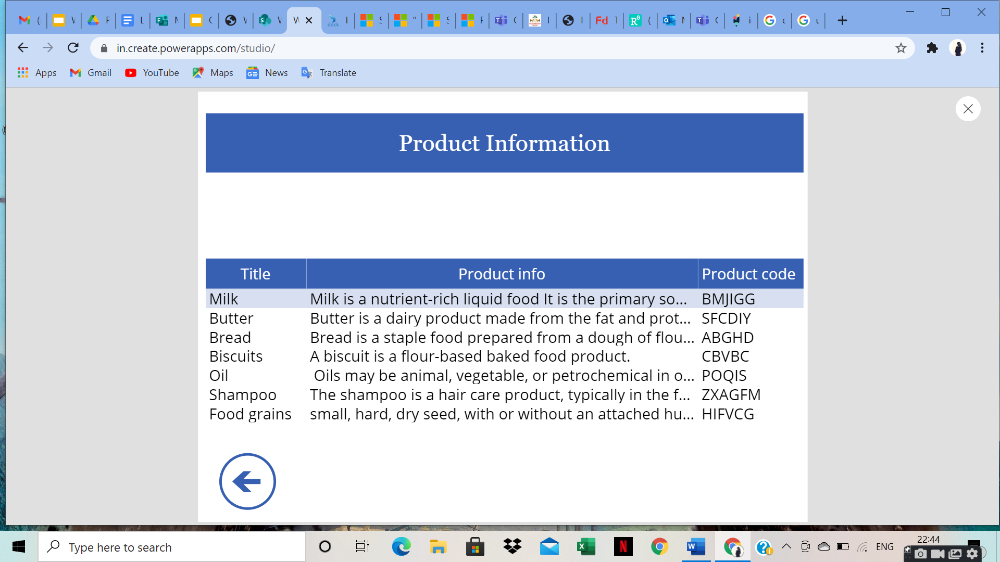 in.create.powerapps.com/studio/
Apps Gmail YouTube Maps News Translate
Product Information
Title Product info Product code
Milk Milk is a nutrient-rich liquid food It is the primary so... BMJIGG
Butter Butter is a dairy product made from the fat and prot... SFCDIY
Bread Bread is a staple food prepared from a dough of flou... ABGHD
Biscuits A biscuit is a flour-based baked food product. CBVBC
Oil Oils may be animal, vegetable, or petrochemical in o... POQIS
Shampoo The shampoo is a hair care product, typically in the f... ZXAGFM
Food grains small, hard, dry seed, with or without an attached hu... HIFVCG
Type here to search
ENG
22:44